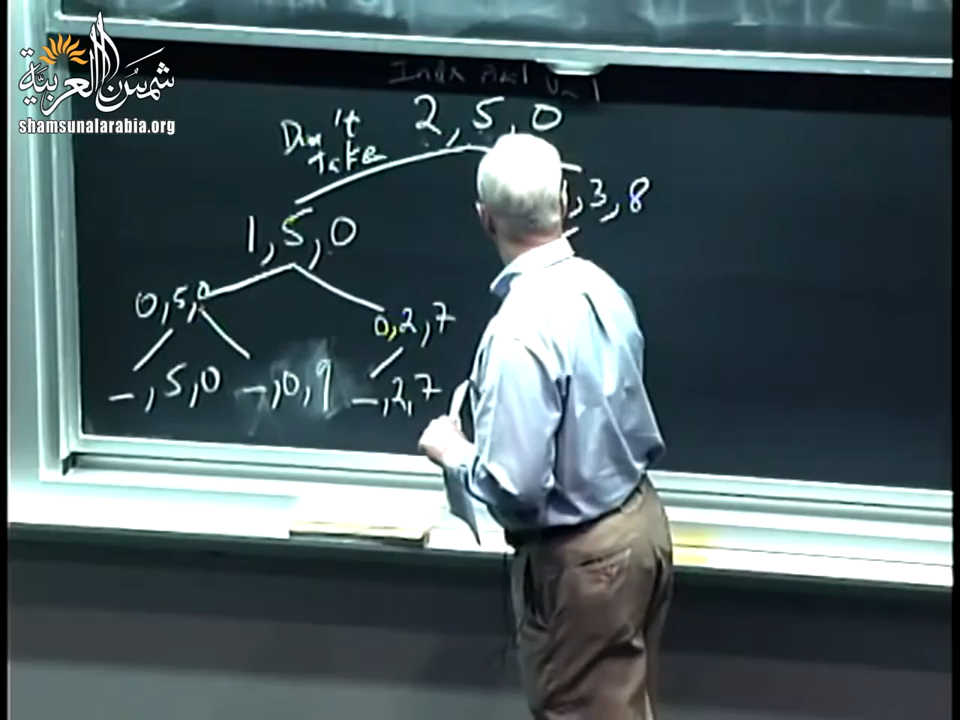 شمس العربية
shamsunalarabia.org
2, 5, 0
Don't
take
, 3, 8
1, 5, 0
0, 5, 0
0, 2, 7
–, 5, 0 –, 0, 9 –, 2, 7